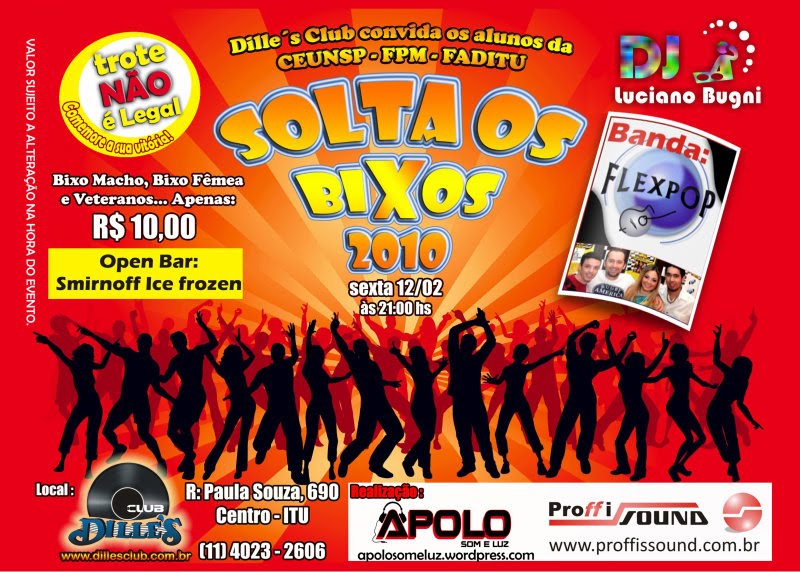 Dille´s Club convida os alunos da
CEUNSP - FPM - FADITU
SOLTA OS
BIXOS
2010
sexta 12/02
às 21:00 hs
trote
NÃO
é Legal
Comemore a sua vitória!
VALOR SUJEITO A ALTERAÇÃO NA HORA DO EVENTO.
Bixo Macho, Bixo Fêmea
e Veteranos... Apenas:
R$ 10,00
Open Bar:
Smirnoff Ice frozen
DJ
Luciano Bugni
Banda:
FLEXPOP
Local :
CLUB
DILLE'S
www.dillesclub.com.br
R: Paula Souza, 690
Centro - ITU
(11) 4023 - 2606
Realização :
APOLO
SOM E LUZ
apolosomeluz.wordpress.com
Proffi
SOUND
www.proffissound.com.br